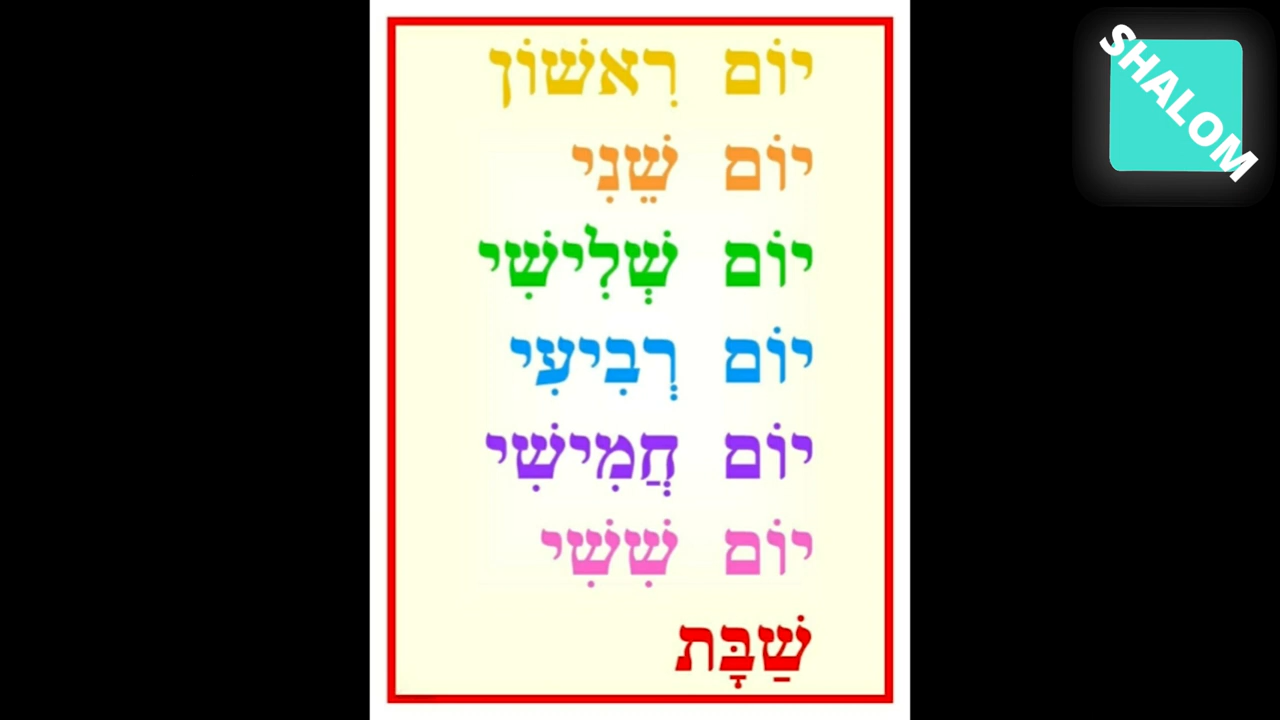 יוֹם רִאשׁוֹן
יוֹם שֵׁנִי
יוֹם שְׁלִישִׁי
יוֹם רְבִיעִי
יוֹם חֲמִישִׁי
יוֹם שִׁשִּׁי
שַׁבָּת
SHALOM